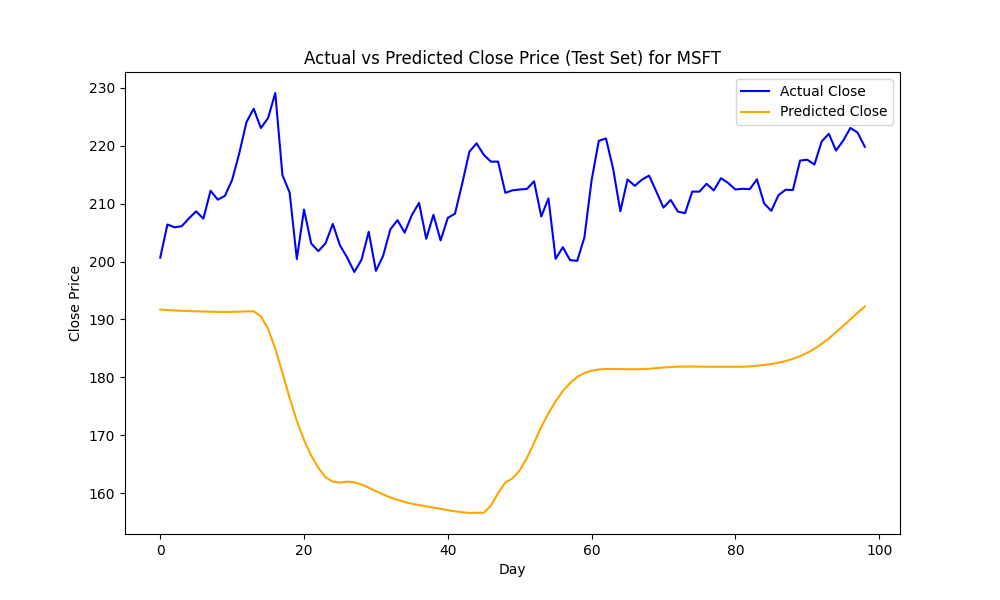 Actual vs Predicted Close Price (Test Set) for MSFT
Actual Close
Predicted Close
Close Price
230
220
210
200
190
180
170
160
0 20 40 60 80 100
Day